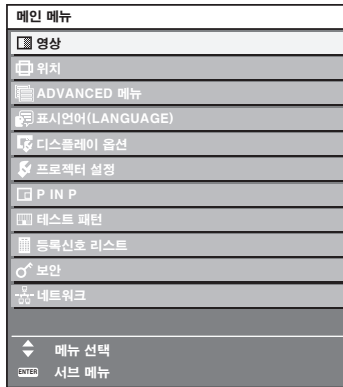 메인 메뉴
영상
위치
ADVANCED 메뉴
표시언어(LANGUAGE)
디스플레이 옵션
프로젝터 설정
P IN P
테스트 패턴
등록신호 리스트
보안
네트워크
메뉴 선택
ENTER 서브 메뉴